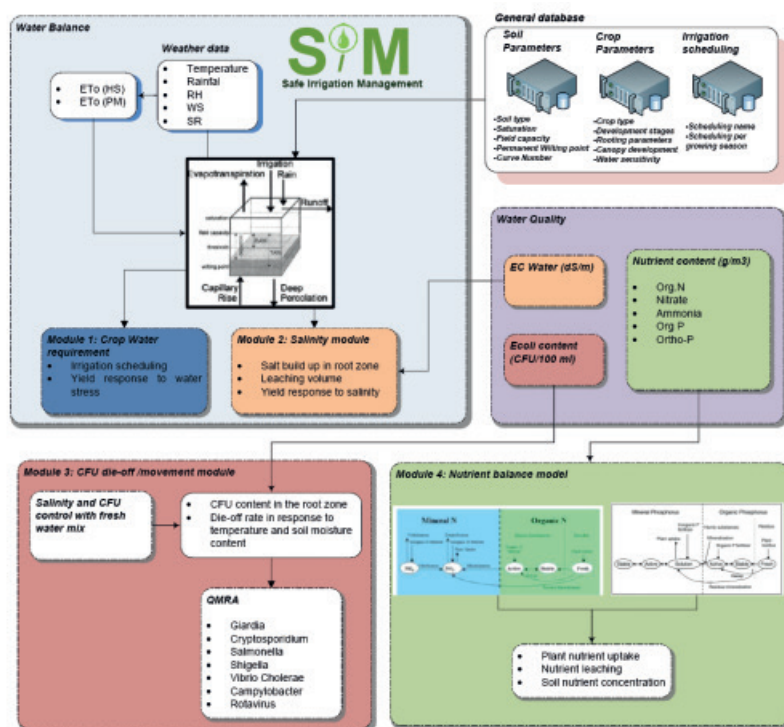 Water Balance
Weather data
• Temperature
• Rainfal
• RH
• WS
• SR
• ETo (HS)
• ETo (PM)
SIM
Safe Irrigation Management
General database
Soil
Parameters
Crop
Parameters
Irrigation
scheduling
-Soil type
-Saturation
-Field capacity
-Permanent Wilting point
-Curve Number
-Crop type
-Development stages
-Rooting parameters
-Canopy development
-Water sensitivity
-Scheduling name
-Scheduling per
growing season
Irrigation
Evapotranspiration
Rain
Runoff
saturation
field capacity
threshold
wilting point
Capillary
Rise
Deep
Percolation
Module 1: Crop Water
requirement
• Irrigation scheduling
• Yield response to water
stress
Module 2: Salinity module
• Salt build up in root zone
• Leaching volume
• Yield response to salinity
Water Quality
EC Water (dS/m)
Ecoli content
(CFU/100 ml)
Nutrient content (g/m3)
• Org.N
• Nitrate
• Ammonia
• Org P
• Ortho-P
Module 3: CFU die-off /movement module
Salinity and CFU
control with fresh
water mix
• CFU content in the root zone
• Die-off rate in response to
temperature and soil moisture
content
QMRA
• Giardia
• Cryptosporidium
• Salmonella
• Shigella
• Vibrio Cholerae
• Campylobacter
• Rotavirus
Module 4: Nutrient balance model
Mineral N
Organic N
Mineral Phosphorus
Organic Phosphorus
• Plant nutrient uptake
• Nutrient leaching
• Soil nutrient concentration